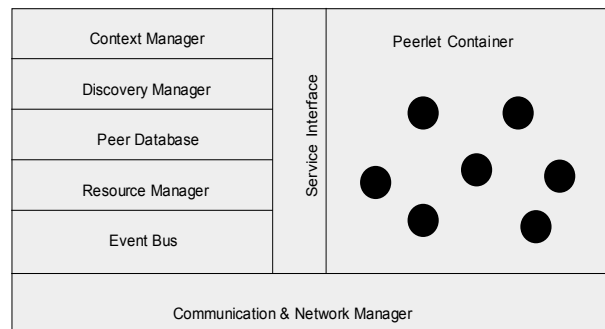 Context Manager
Discovery Manager
Peer Database
Resource Manager
Event Bus
Service Interface
Peerlet Container
Communication & Network Manager